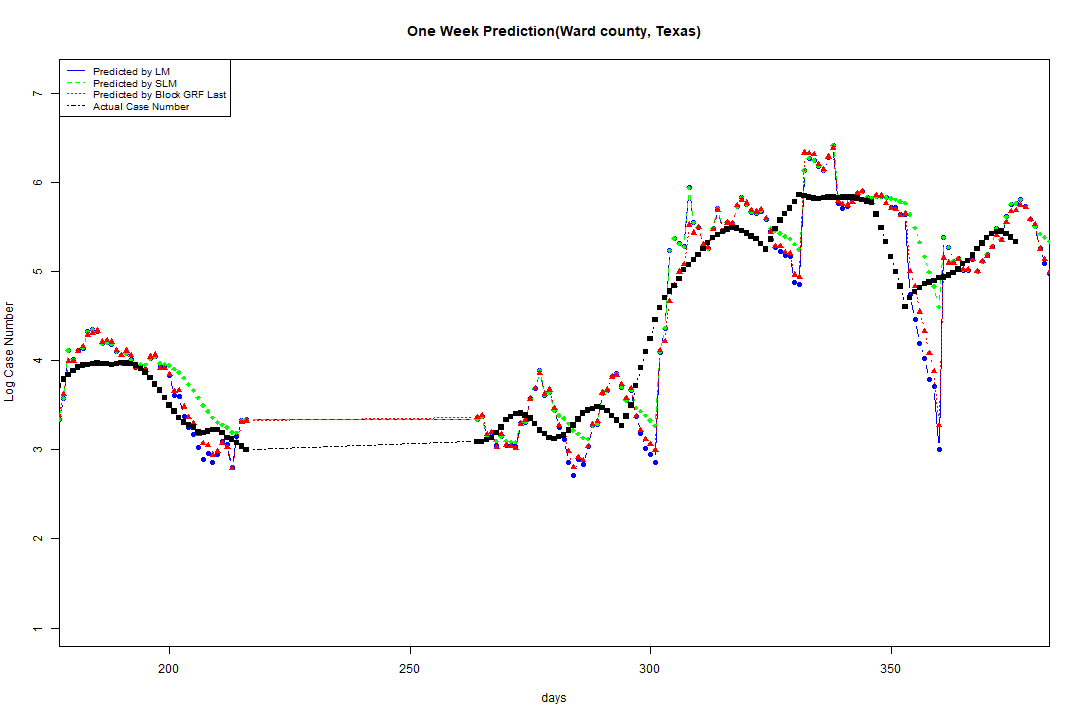 One Week Prediction(Ward county, Texas)
Predicted by LM
Predicted by SLM
Predicted by Block GRF Last
Actual Case Number
7
6
5
4
3
2
1
Log Case Number
200 250 300 350
days